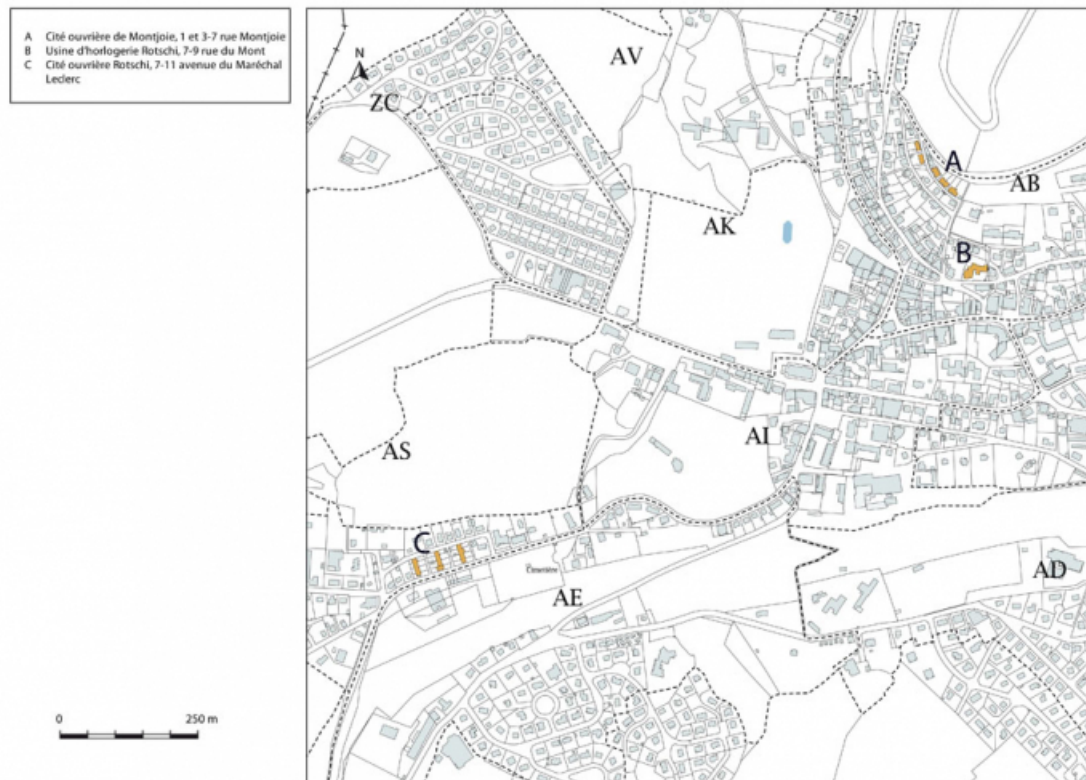 A Cité ouvrière de Montjoie, 1 et 3-7 rue Montjoie
B Usine d'horlogerie Rotschi, 7-9 rue du Mont
C Cité ouvrière Rotschi, 7-11 avenue du Maréchal
Leclerc
N
AV
ZC
A
AB
AK
B
AI
AS
C
Cimetière
AD
AE
0 250 m